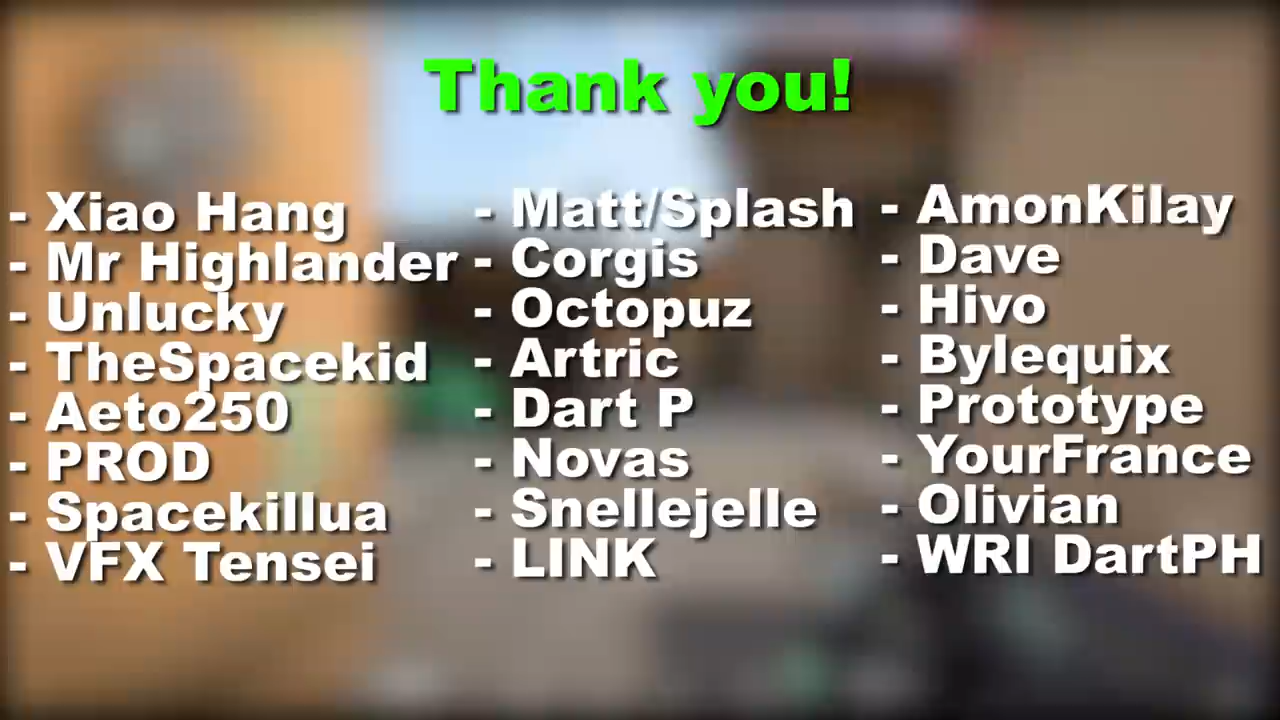 Thank you!
- Xiao Hang
- Mr Highlander
- Unlucky
- TheSpacekid
- Aeto250
- PROD
- Spacekillua
- VFX Tensei
- Matt/Splash
- Corgis
- Octopuz
- Artric
- Dart P
- Novas
- Snellejelle
- LINK
- AmonKilay
- Dave
- Hivo
- Bylequix
- Prototype
- YourFrance
- Olivian
- WRI DartPH